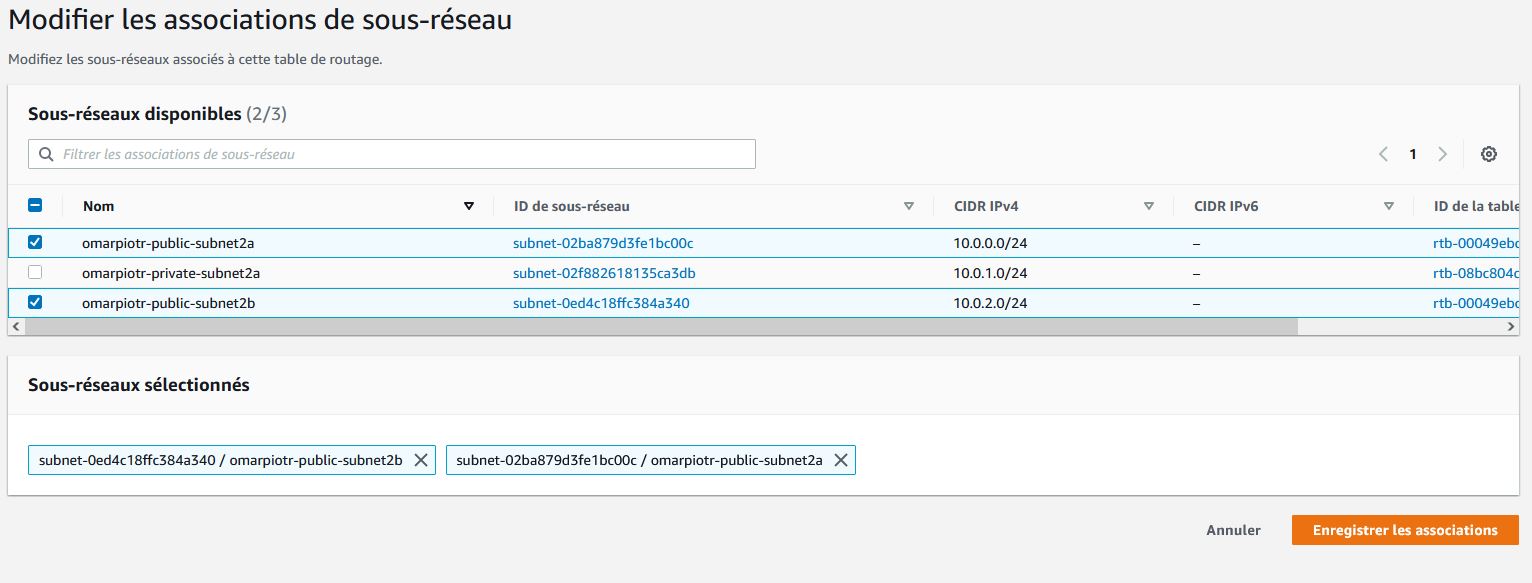 Modifier les associations de sous-réseau
Modifiez les sous-réseaux associés à cette table de routage.
Sous-réseaux disponibles (2/3)
Filtrer les associations de sous-réseau
1
Nom ID de sous-réseau CIDR IPv4 CIDR IPv6 ID de la table
omarpiotr-public-subnet2a subnet-02ba879d3fe1bc00c 10.0.0.0/24 – rtb-00049ebc
omarpiotr-private-subnet2a subnet-02f882618135ca3db 10.0.1.0/24 – rtb-08bc804c
omarpiotr-public-subnet2b subnet-0ed4c18ffc384a340 10.0.2.0/24 – rtb-00049ebc
Sous-réseaux sélectionnés
subnet-0ed4c18ffc384a340 / omarpiotr-public-subnet2b subnet-02ba879d3fe1bc00c / omarpiotr-public-subnet2a
Annuler Enregistrer les associations